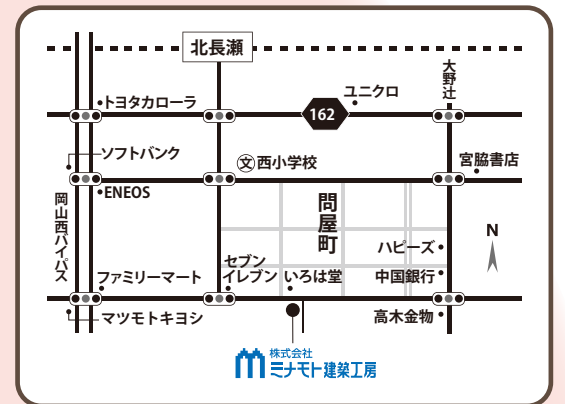 北長瀬
大野辻
ユニクロ
トヨタカローラ
162
ソフトバンク
文西小学校
宮脇書店
ENEOS
岡山西バイパス
問屋町
N
ハピーズ
セブン
イレブン
いろは堂
中国銀行
ファミリーマート
マツモトキヨシ
高木金物
株式会社
ミナモト建築工房